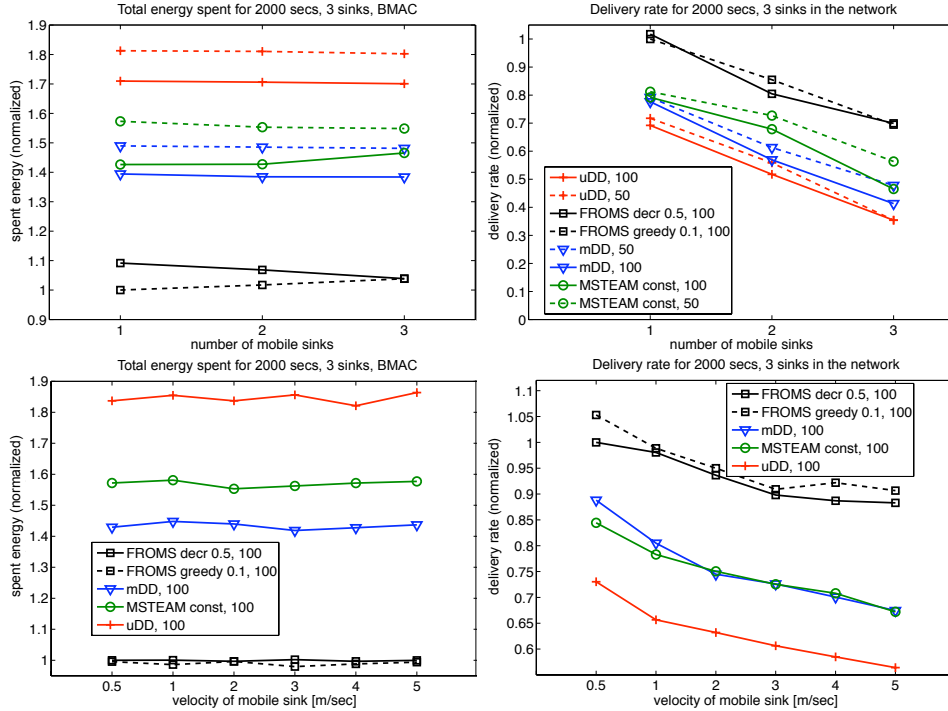 Total energy spent for 2000 secs, 3 sinks, BMAC
spent energy (normalized)
1.9
1.8
1.7
1.6
1.5
1.4
1.3
1.2
1.1
1
0.9
1
2
3
number of mobile sinks
Delivery rate for 2000 secs, 3 sinks in the network
delivery rate (normalized)
1
0.9
0.8
0.7
0.6
0.5
0.4
0.3
0.2
0.1
0
uDD, 100
uDD, 50
FROMS decr 0.5, 100
FROMS greedy 0.1, 100
mDD, 50
mDD, 100
MSTEAM const, 100
MSTEAM const, 50
1
2
3
number of mobile sinks
Total energy spent for 2000 secs, 3 sinks, BMAC
spent energy (normalized)
1.9
1.8
1.7
1.6
1.5
1.4
1.3
1.2
1.1
1
FROMS decr 0.5, 100
FROMS greedy 0.1, 100
mDD, 100
MSTEAM const, 100
uDD, 100
0.5
1
2
3
4
5
velocity of mobile sink [m/sec]
Delivery rate for 2000 secs, 3 sinks in the network
delivery rate (normalized)
1.1
1.05
1
0.95
0.9
0.85
0.8
0.75
0.7
0.65
0.6
FROMS decr 0.5, 100
FROMS greedy 0.1, 100
mDD, 100
MSTEAM const, 100
uDD, 100
0.5
1
2
3
4
5
velocity of mobile sink [m/sec]